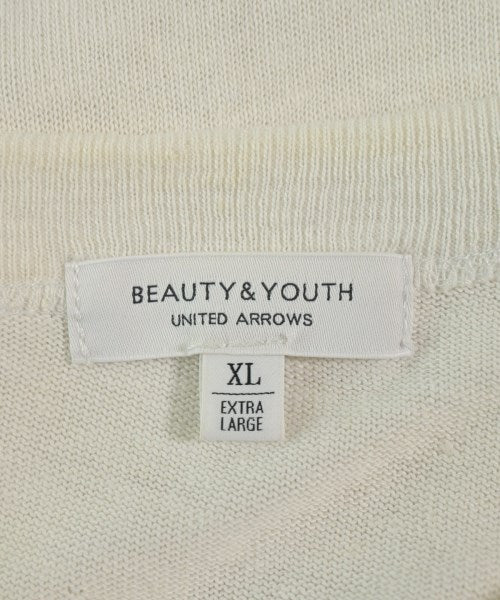 BEAUTY&YOUTH
UNITED ARROWS
XL
EXTRA
LARGE